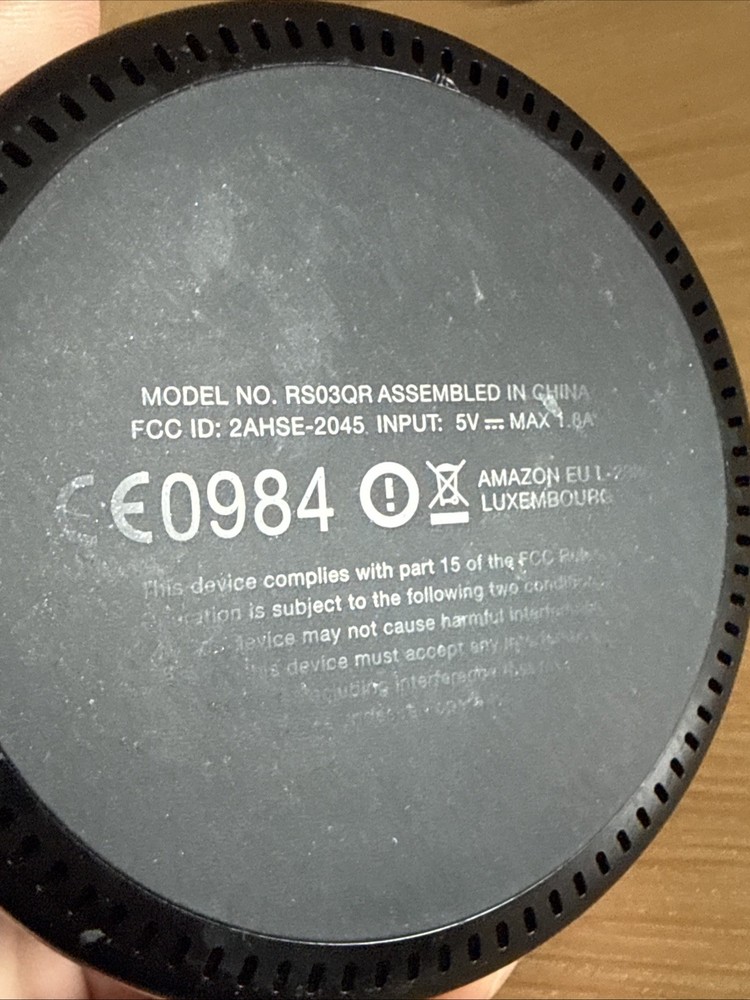 MODEL NO. RS03QR ASSEMBLED IN CHINA
FCC ID: 2AHSE-2045 INPUT: 5V⎓MAX 1.8A
CE0984
AMAZON EU
LUXEMBOURG
This device complies with part 15 of the FCC
is subject to the following two
device may not cause harmful
device must accept any
including interference